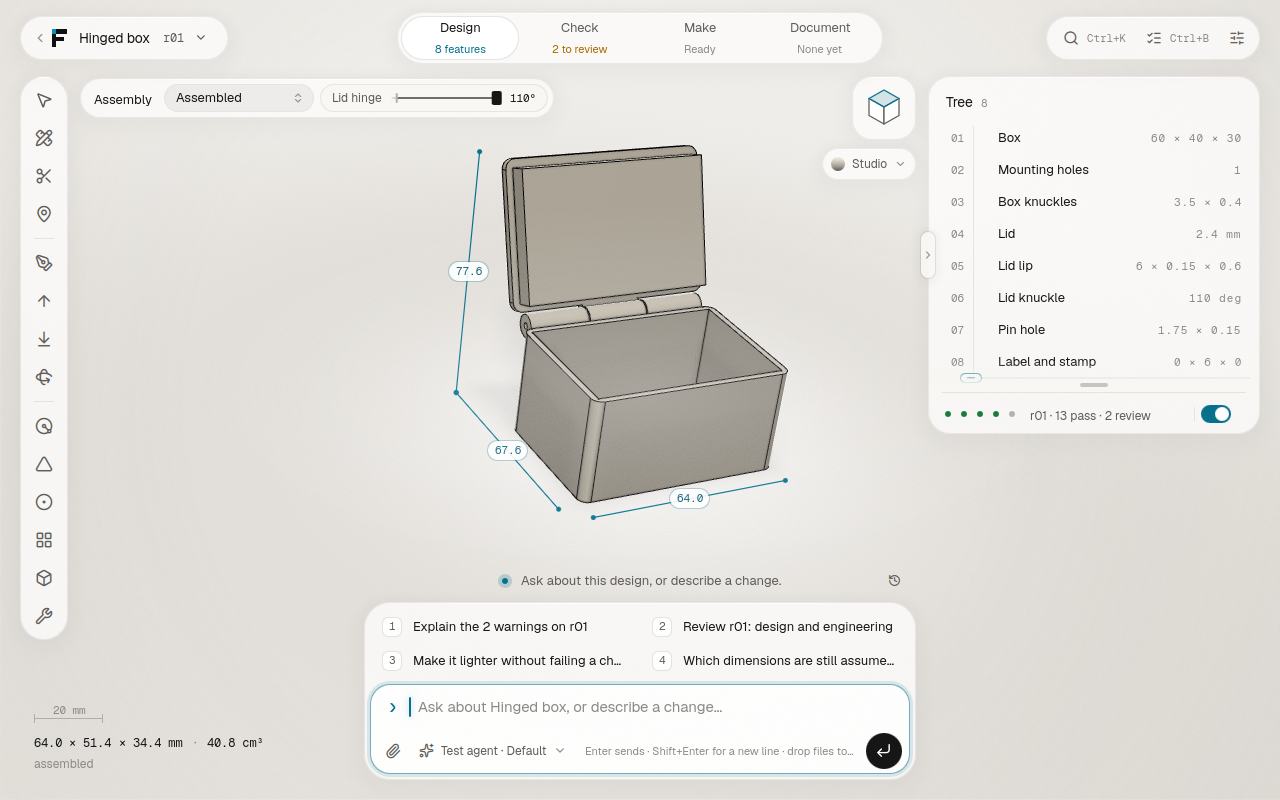 Hinged box r01
Design
8 features
Check
2 to review
Make
Ready
Document
None yet
Ctrl+K
Ctrl+B
Assembly
Assembled
Lid hinge
110°
Studio
Tree 8
01 Box 60 × 40 × 30
02 Mounting holes 1
03 Box knuckles 3.5 × 0.4
04 Lid 2.4 mm
05 Lid lip 6 × 0.15 × 0.6
06 Lid knuckle 110 deg
07 Pin hole 1.75 × 0.15
08 Label and stamp 0 × 6 × 0
r01 · 13 pass · 2 review
77.6
67.6
64.0
Ask about this design, or describe a change.
1 Explain the 2 warnings on r01
2 Review r01: design and engineering
3 Make it lighter without failing a ch…
4 Which dimensions are still assume…
Ask about Hinged box, or describe a change…
Test agent · Default
Enter sends · Shift+Enter for a new line · drop files to…
20 mm
64.0 × 51.4 × 34.4 mm · 40.8 cm³
assembled